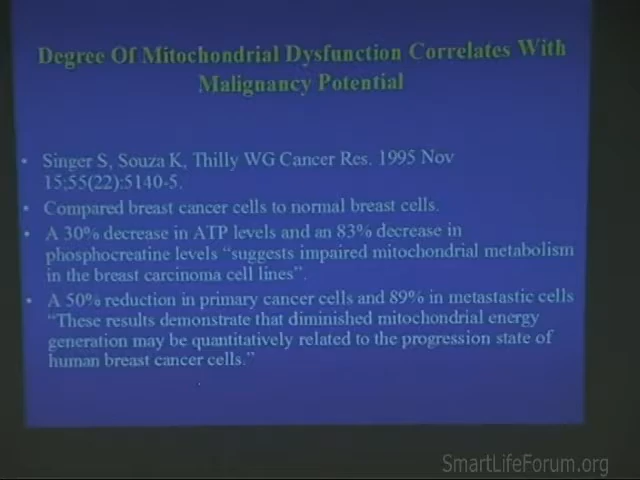 Degree Of Mitochondrial Dysfunction Correlates With
Malignancy Potential
• Singer S, Souza K, Thilly WG Cancer Res. 1995 Nov
15;55(22):5140-5.
• Compared breast cancer cells to normal breast cells.
• A 30% decrease in ATP levels and an 83% decrease in
phosphocreatine levels “suggests impaired mitochondrial metabolism
in the breast carcinoma cell lines”.
• A 50% reduction in primary cancer cells and 89% in metastastic cells
“These results demonstrate that diminished mitochondrial energy
generation may be quantitatively related to the progression state of
human breast cancer cells.”
SmartLifeForum.org